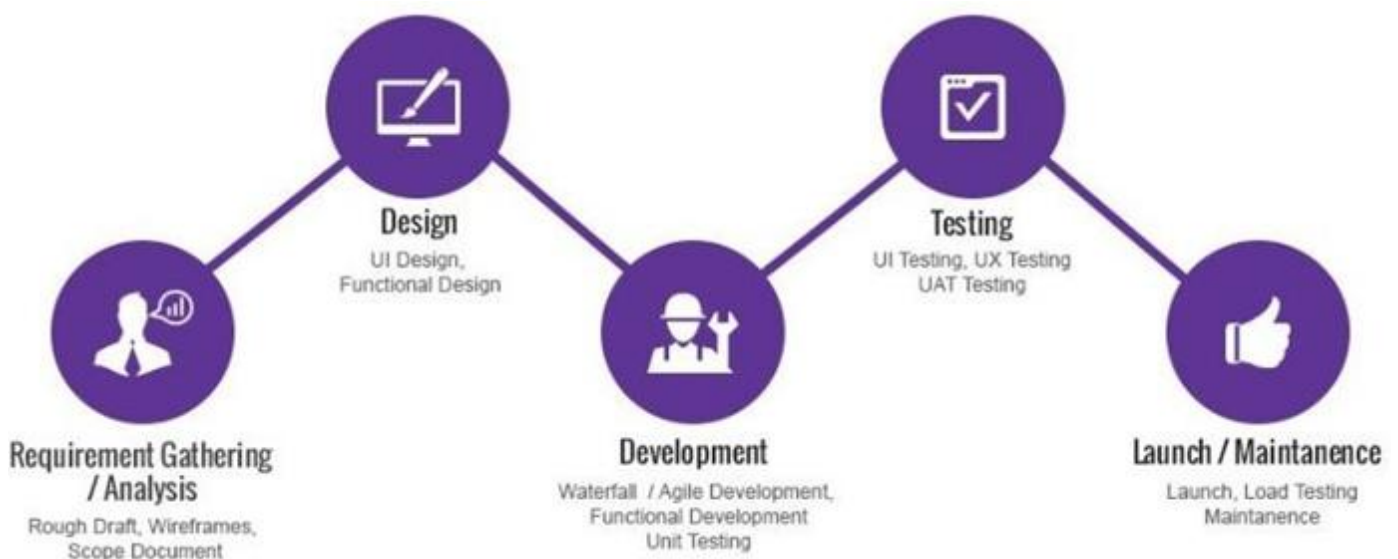 Requirement Gathering
/ Analysis
Rough Draft, Wireframes,
Scope Document
Design
UI Design,
Functional Design
Development
Waterfall / Agile Development,
Functional Development
Unit Testing
Testing
UI Testing, UX Testing
UAT Testing
Launch / Maintanence
Launch, Load Testing
Maintanence